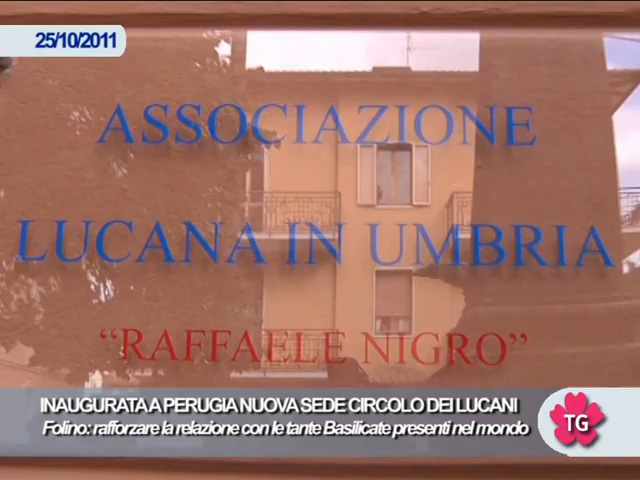 25/10/2011
ASSOCIAZIONE
LUCANA IN UMBRIA
"RAFFAELE NIGRO"
INAUGURATA A PERUGIA NUOVA SEDE CIRCOLO DEI LUCANI
Folino: rafforzare la relazione con le tante Basilicate presenti nel mondo
TG